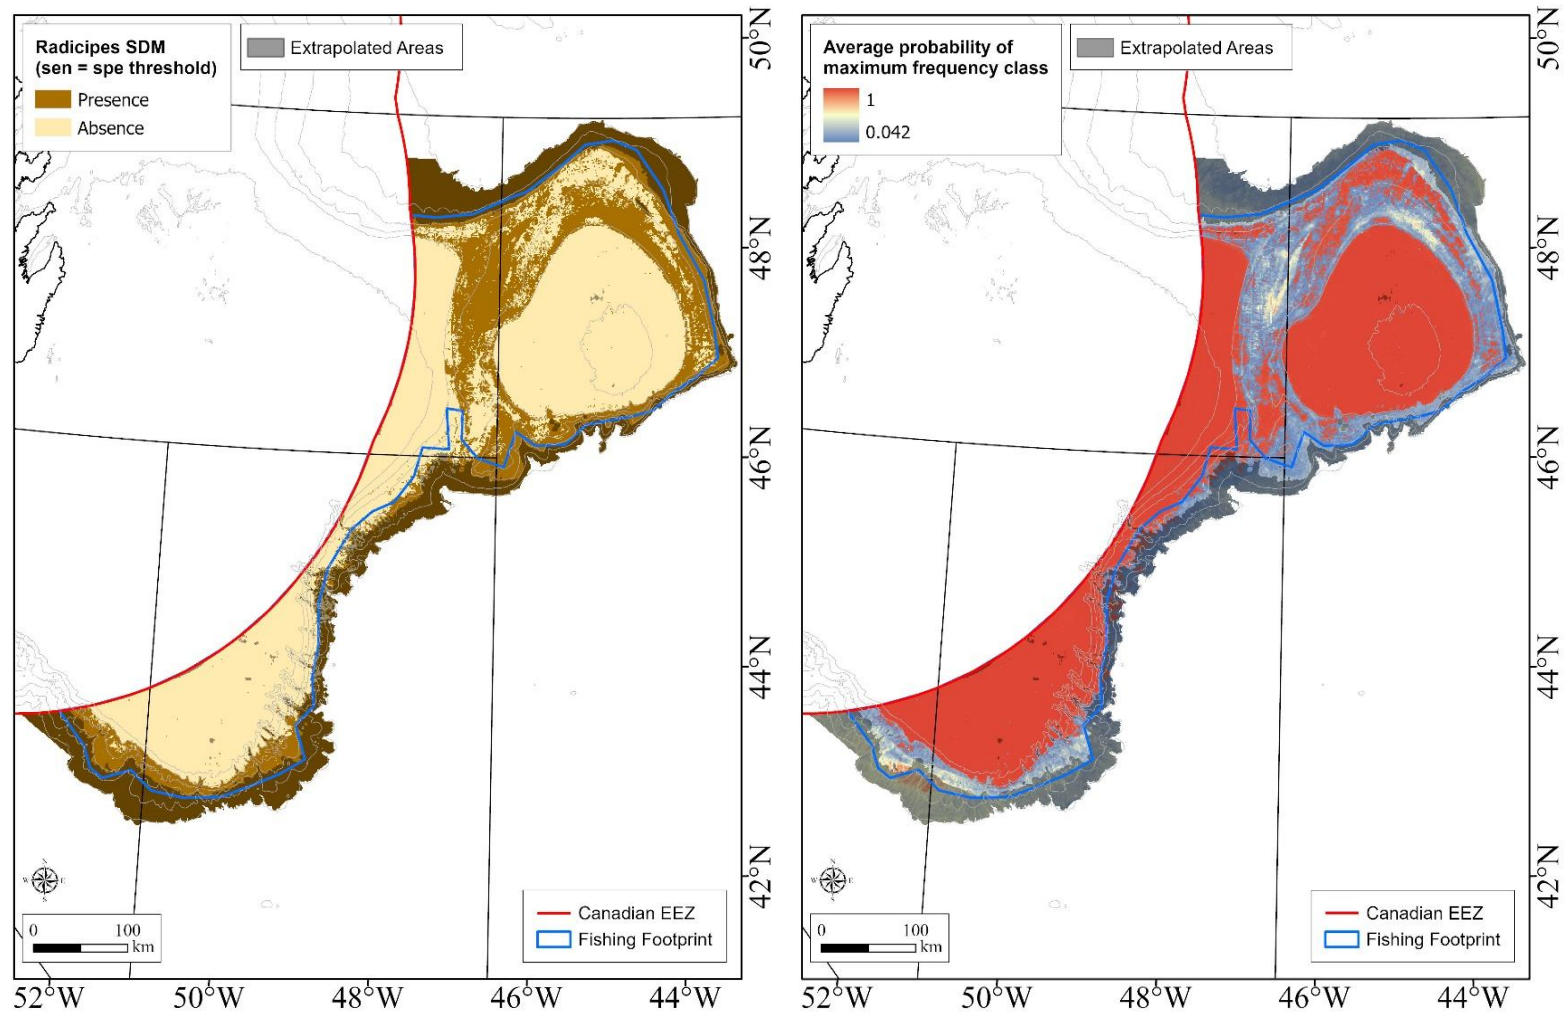 Radicipes SDM
(sen = spe threshold)
Presence
Absence
Extrapolated Areas
N
W
E
S
0
100
km
Canadian EEZ
Fishing Footprint
50°N
48°N
46°N
44°N
42°N
52°W
50°W
48°W
46°W
44°W
Average probability of
maximum frequency class
1
0.042
Extrapolated Areas
N
W
E
S
0
100
km
Canadian EEZ
Fishing Footprint
50°N
48°N
46°N
44°N
42°N
52°W
50°W
48°W
46°W
44°W